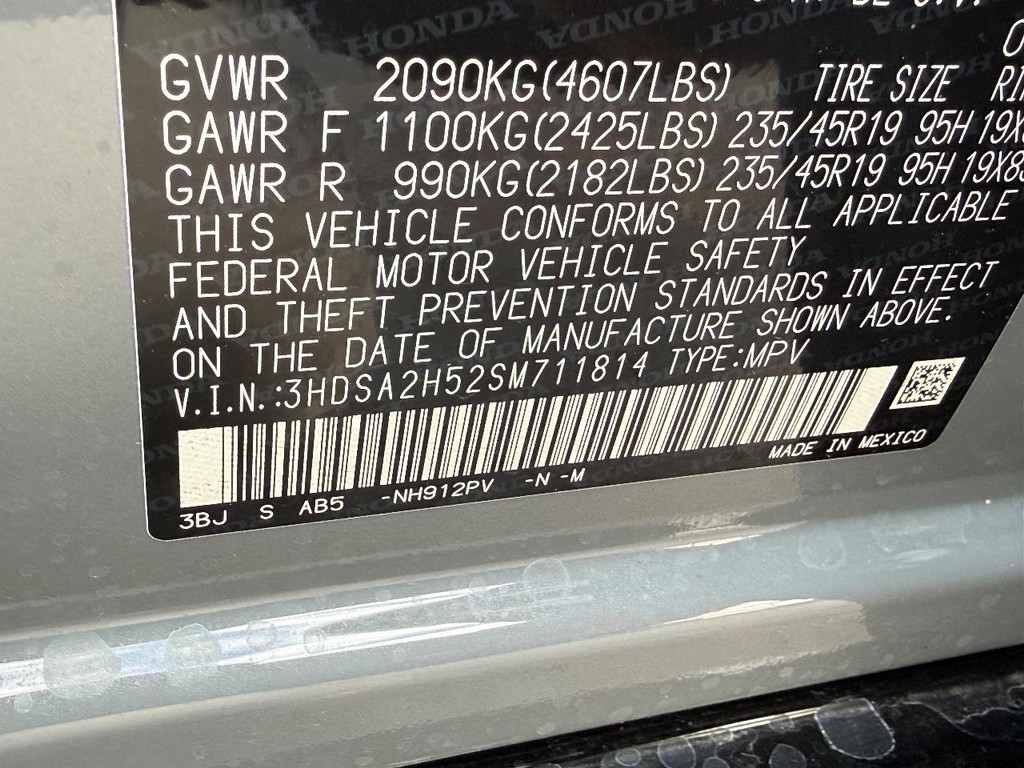 GVWR 2090KG(4607LBS) TIRE SIZE
GAWR F 1100KG(2425LBS) 235/45R19 95H
GAWR R 990KG(2182LBS) 235/45R19 95H
THIS VEHICLE CONFORMS TO ALL APPLICABLE
FEDERAL MOTOR VEHICLE SAFETY
AND THEFT PREVENTION STANDARDS IN EFFECT
ON THE DATE OF MANUFACTURE SHOWN ABOVE.
V.I.N.:3HDSA2H52SM711814 TYPE:MPV
MADE IN MEXICO
3BJ S AB5 -NH912PV -N -M